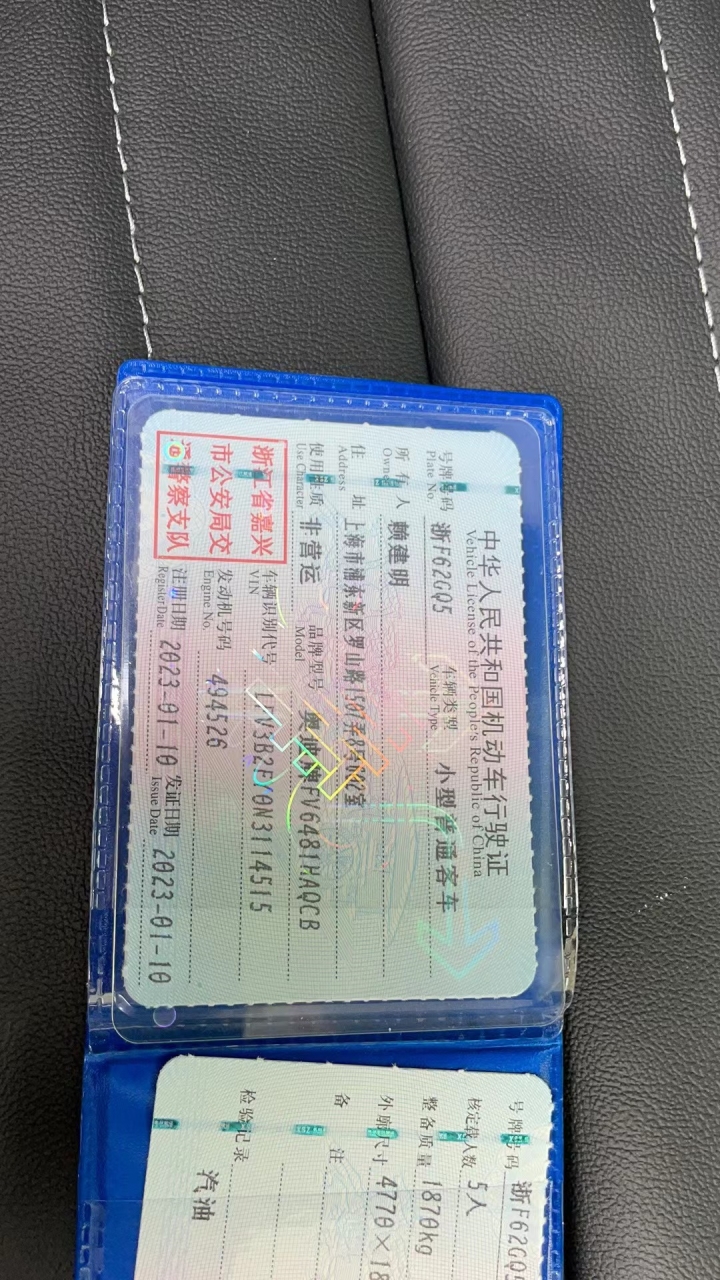 中华人民共和国机动车行驶证
Vehicle License of the People's Republic of China
号牌号码 浙F62GQ5 车辆类型 小型普通客车
Plate No. Vehicle Type
所有人 赖建明
Owner
住址 上海市浦东新区罗山路1507弄8号
Address
使用性质 非营运 品牌型号 奥迪牌FV6481HAQCB
Use Character Model
浙江省嘉兴
市公安局交
警察支队
车辆识别代号
VIN
发动机号码 494526
Engine No.
注册日期 2023-01-10 发证日期 2023-01-10
Register Date Issue Date
号牌号码 浙F62GQ5
核定载人数 5人
整备质量 1870kg
外廓尺寸 4770×18
备注
检验记录
汽油